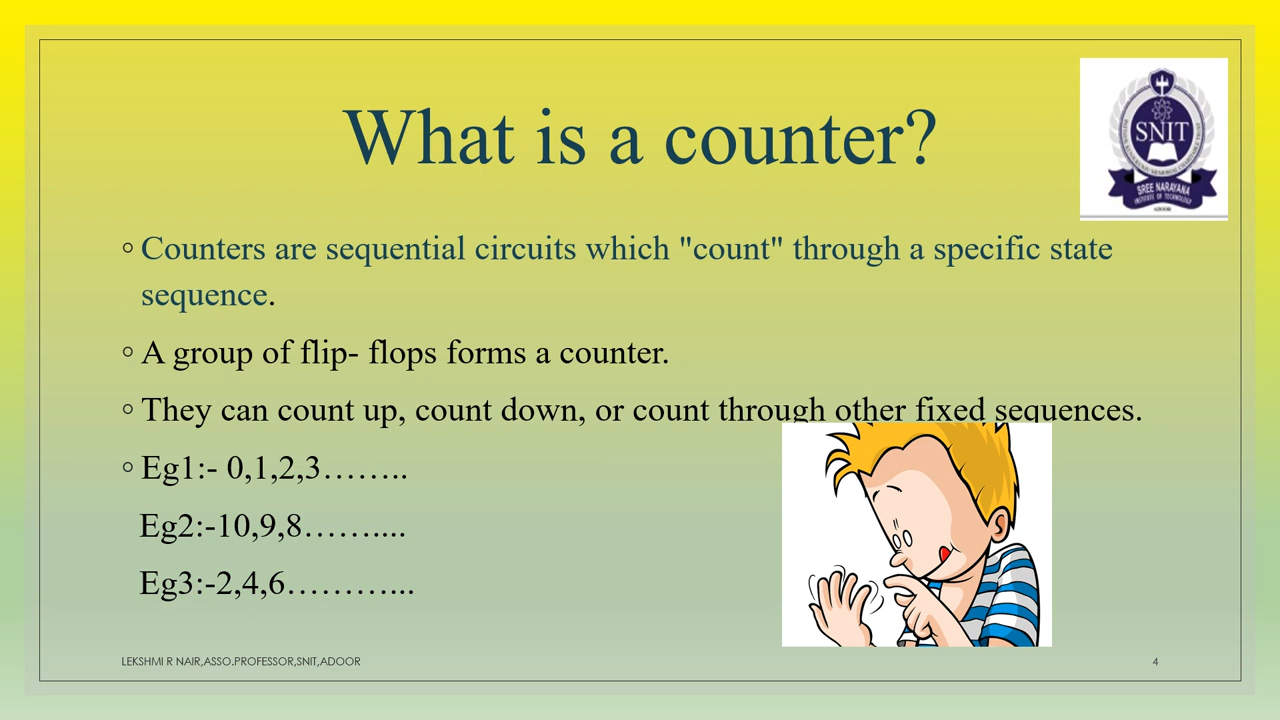 What is a counter?
SNIT
SREE NARAYANA
INSTITUTE OF TECHNOLOGY
ADOOR
◦ Counters are sequential circuits which "count" through a specific state
sequence.
◦ A group of flip- flops forms a counter.
◦ They can count up, count down, or count through other fixed sequences.
◦ Eg1:- 0,1,2,3……..
Eg2:-10,9,8……....
Eg3:-2,4,6………...
LEKSHMI R NAIR,ASSO.PROFESSOR,SNIT,ADOOR
4